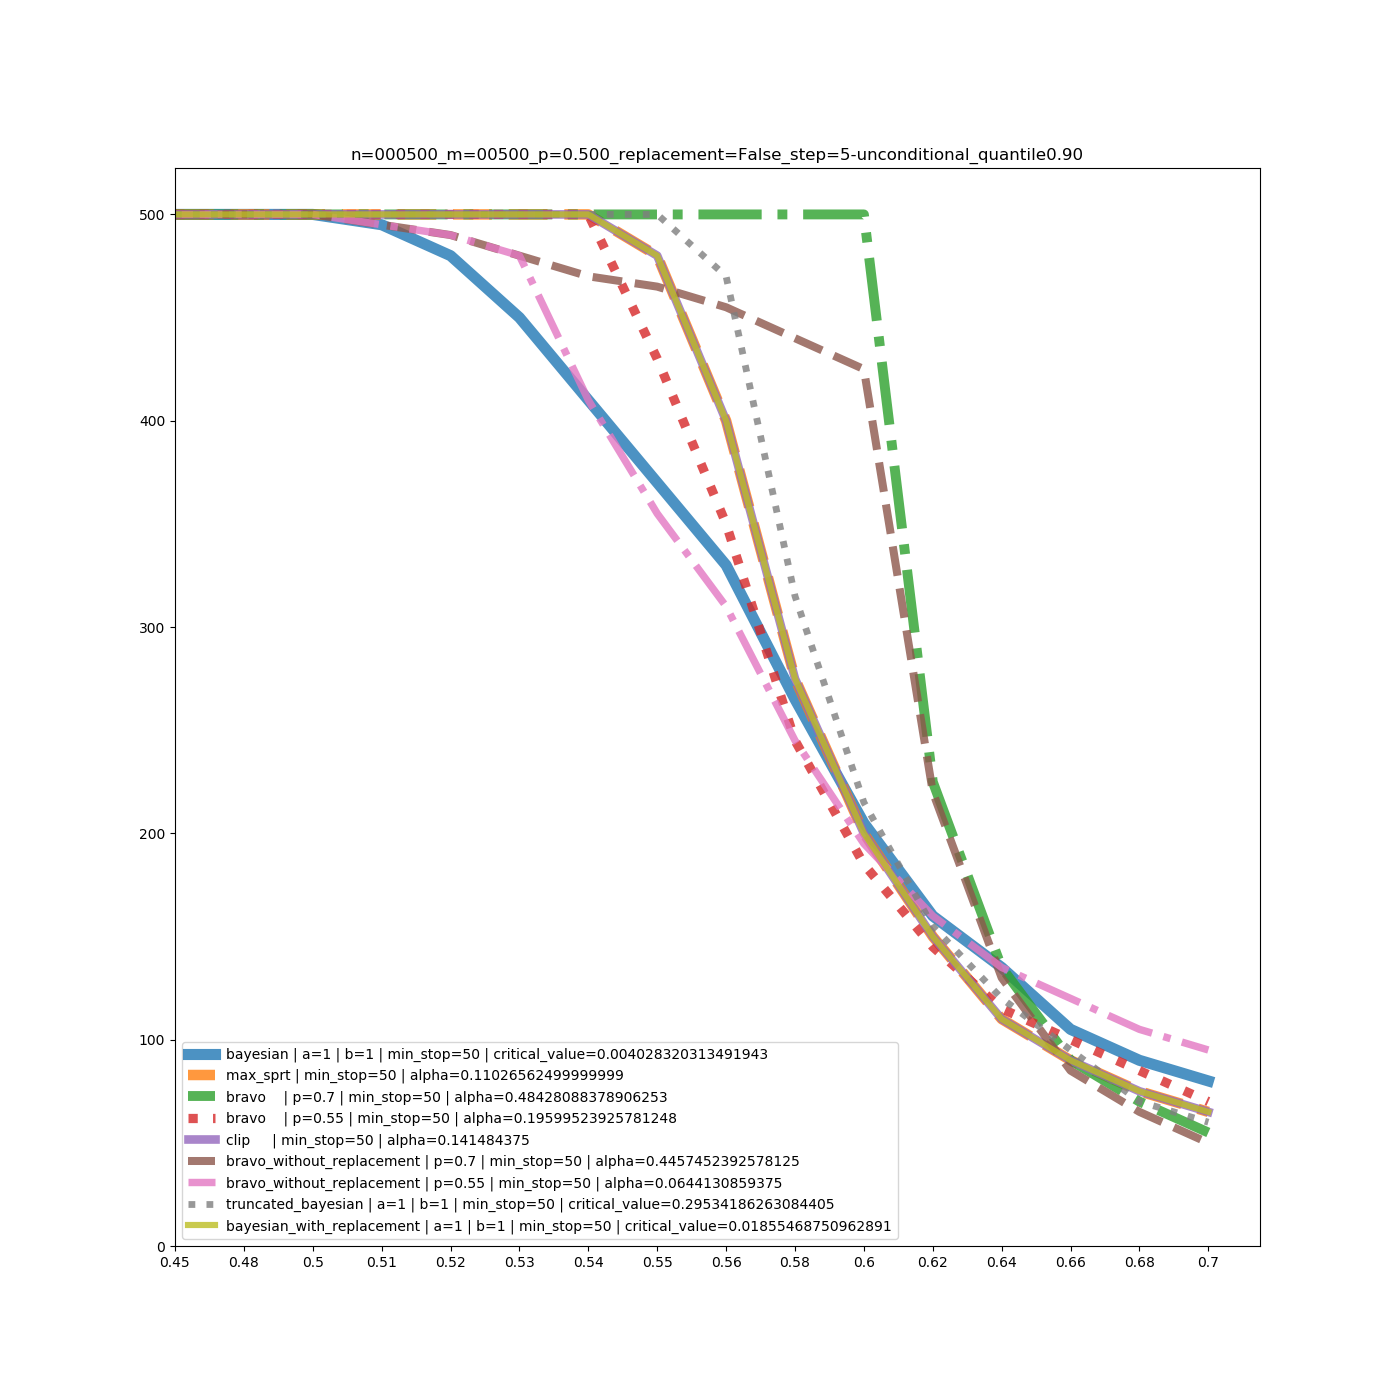 n=000500_m=00500_p=0.500_replacement=False_step=5-unconditional_quantile0.90
500
400
300
200
100
0
bayesian | a=1 | b=1 | min_stop=50 | critical_value=0.004028320313491943
max_sprt | min_stop=50 | alpha=0.11026562499999999
bravo    | p=0.7 | min_stop=50 | alpha=0.48428088378906253
bravo    | p=0.55 | min_stop=50 | alpha=0.19599523925781248
clip     | min_stop=50 | alpha=0.141484375
bravo_without_replacement | p=0.7 | min_stop=50 | alpha=0.4457452392578125
bravo_without_replacement | p=0.55 | min_stop=50 | alpha=0.0644130859375
truncated_bayesian | a=1 | b=1 | min_stop=50 | critical_value=0.29534186263084405
bayesian_with_replacement | a=1 | b=1 | min_stop=50 | critical_value=0.01855468750962891
0.45 0.48 0.5 0.51 0.52 0.53 0.54 0.55 0.56 0.58 0.6 0.62 0.64 0.66 0.68 0.7